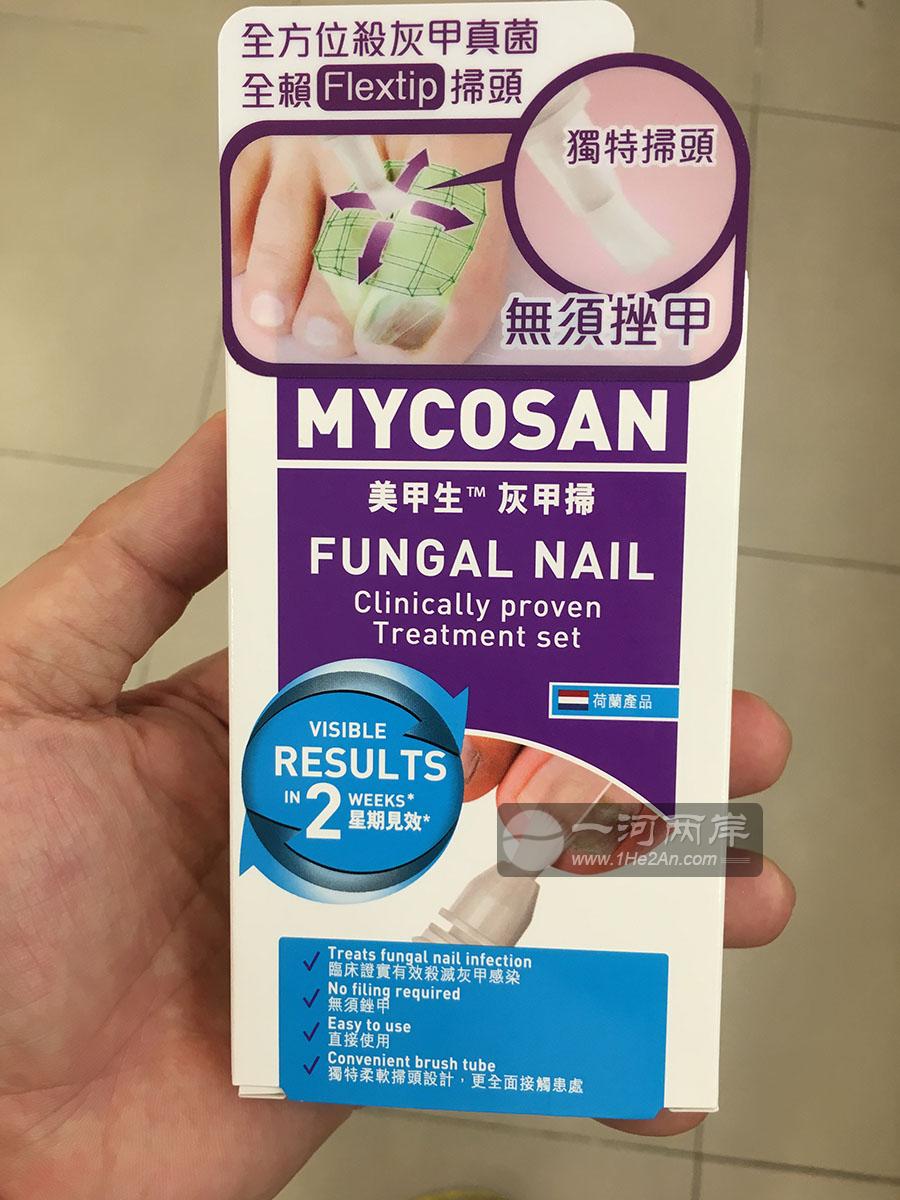 全方位殺灰甲真菌
全賴 Flextip 掃頭
獨特掃頭
無須挫甲
MYCOSAN
美甲生™ 灰甲掃
FUNGAL NAIL
Clinically proven
Treatment set
荷蘭產品
VISIBLE
RESULTS
IN 2 WEEKS*
星期見效*
一河两岸
www.1He2An.com
Treats fungal nail infection
臨床證實有效殺滅灰甲感染
No filing required
無須銼甲
Easy to use
直接使用
Convenient brush tube
獨特柔軟掃頭設計，更全面接觸患處